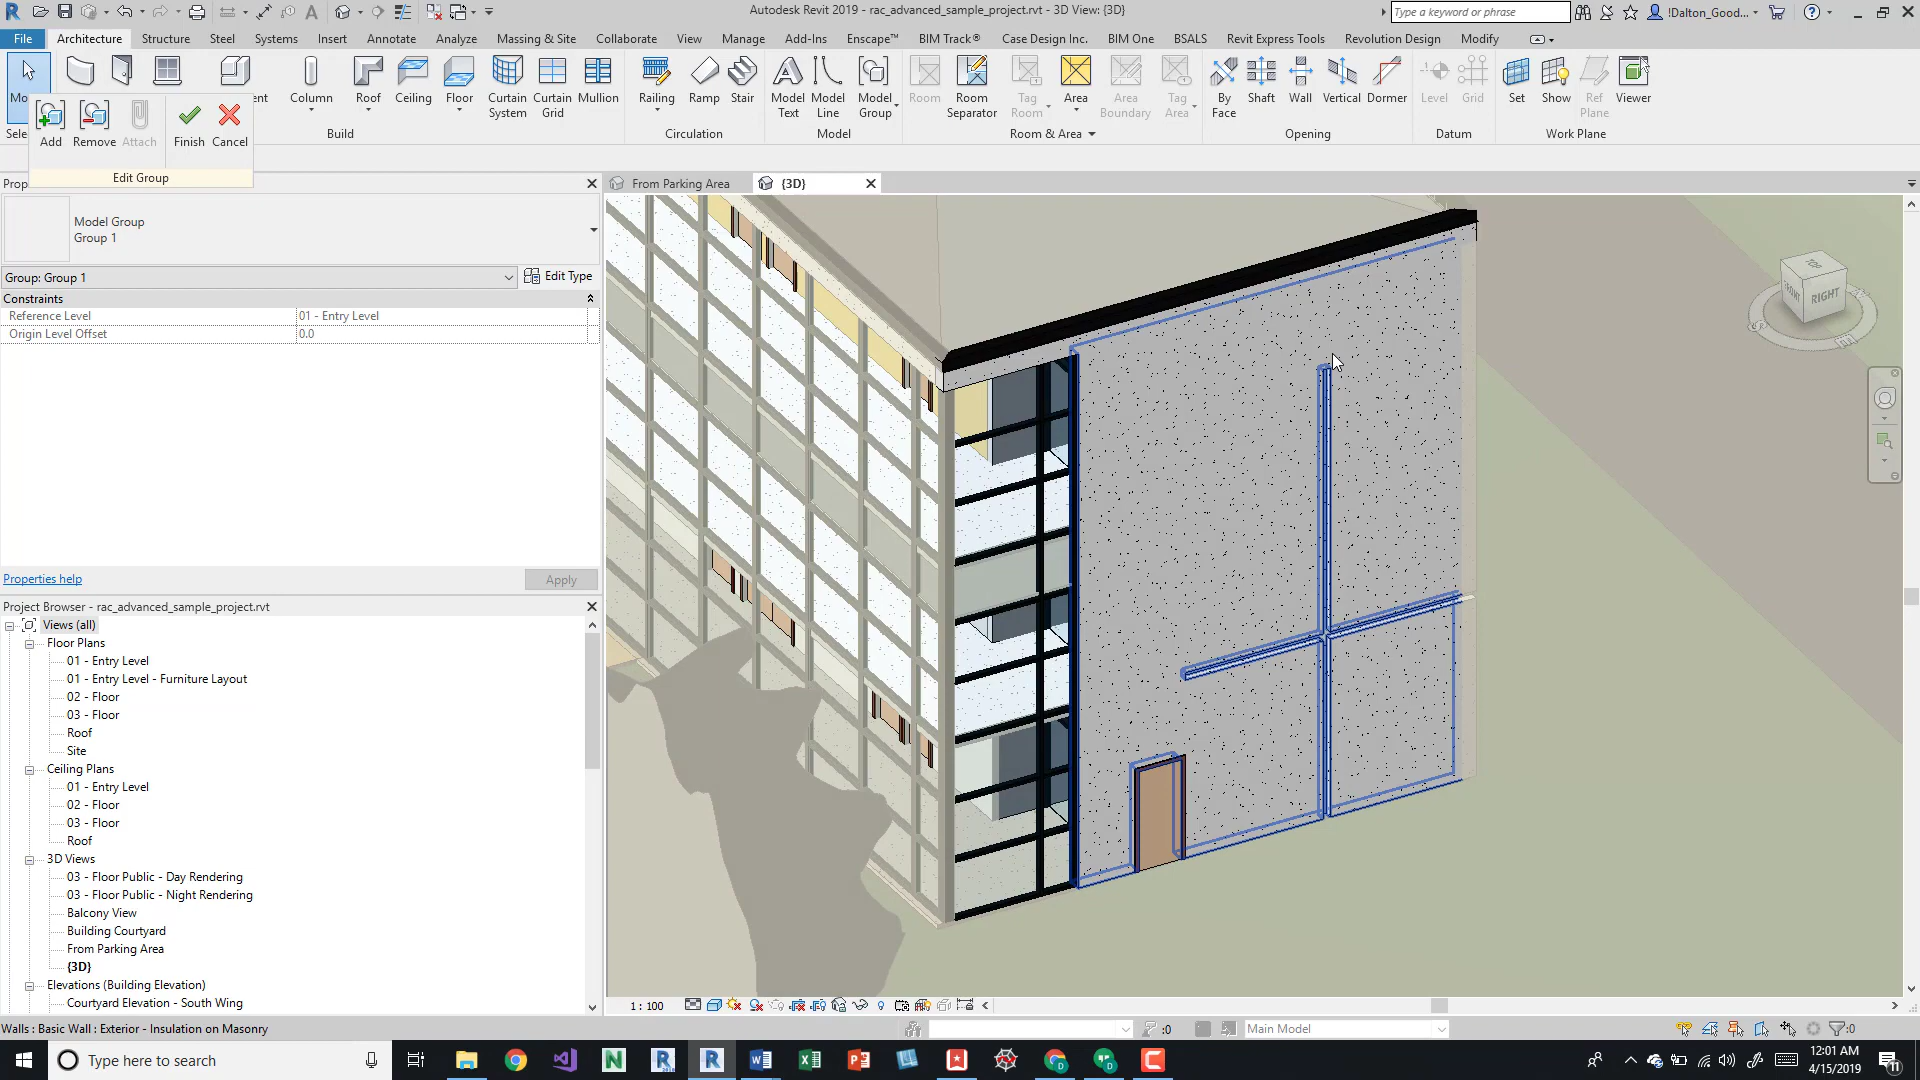 Autodesk Revit 2019 - rac_advanced_sample_project.rvt - 3D View: {3D}
Type a keyword or phrase
!Dalton_Good...
File Architecture Structure Steel Systems Insert Annotate Analyze Massing & Site Collaborate View Manage Add-Ins Enscape™ BIM Track® Case Design Inc. BIM One BSALS Revit Express Tools Revolution Design Modify
Column Roof Ceiling Floor Curtain System Curtain Grid Mullion Railing Ramp Stair Model Text Model Line Model Group Room Room Separator Tag Room Area Area Boundary Tag Area By Face Shaft Wall Vertical Dormer Level Grid Set Show Ref Plane Viewer
Build Circulation Model Room & Area Opening Datum Work Plane
Add Remove Attach Finish Cancel
Edit Group
From Parking Area {3D}
Model Group
Group 1
Group: Group 1 Edit Type
Constraints
Reference Level 01 - Entry Level
Origin Level Offset 0.0
Properties help Apply
Project Browser - rac_advanced_sample_project.rvt
Views (all)
Floor Plans
01 - Entry Level
01 - Entry Level - Furniture Layout
02 - Floor
03 - Floor
Roof
Site
Ceiling Plans
01 - Entry Level
02 - Floor
03 - Floor
Roof
3D Views
03 - Floor Public - Day Rendering
03 - Floor Public - Night Rendering
Balcony View
Building Courtyard
From Parking Area
{3D}
Elevations (Building Elevation)
Courtyard Elevation - South Wing
TOP
FRONT
RIGHT
1 : 100
Walls : Basic Wall : Exterior - Insulation on Masonry
:0
Main Model
:0
Type here to search
12:01 AM
4/15/2019
11